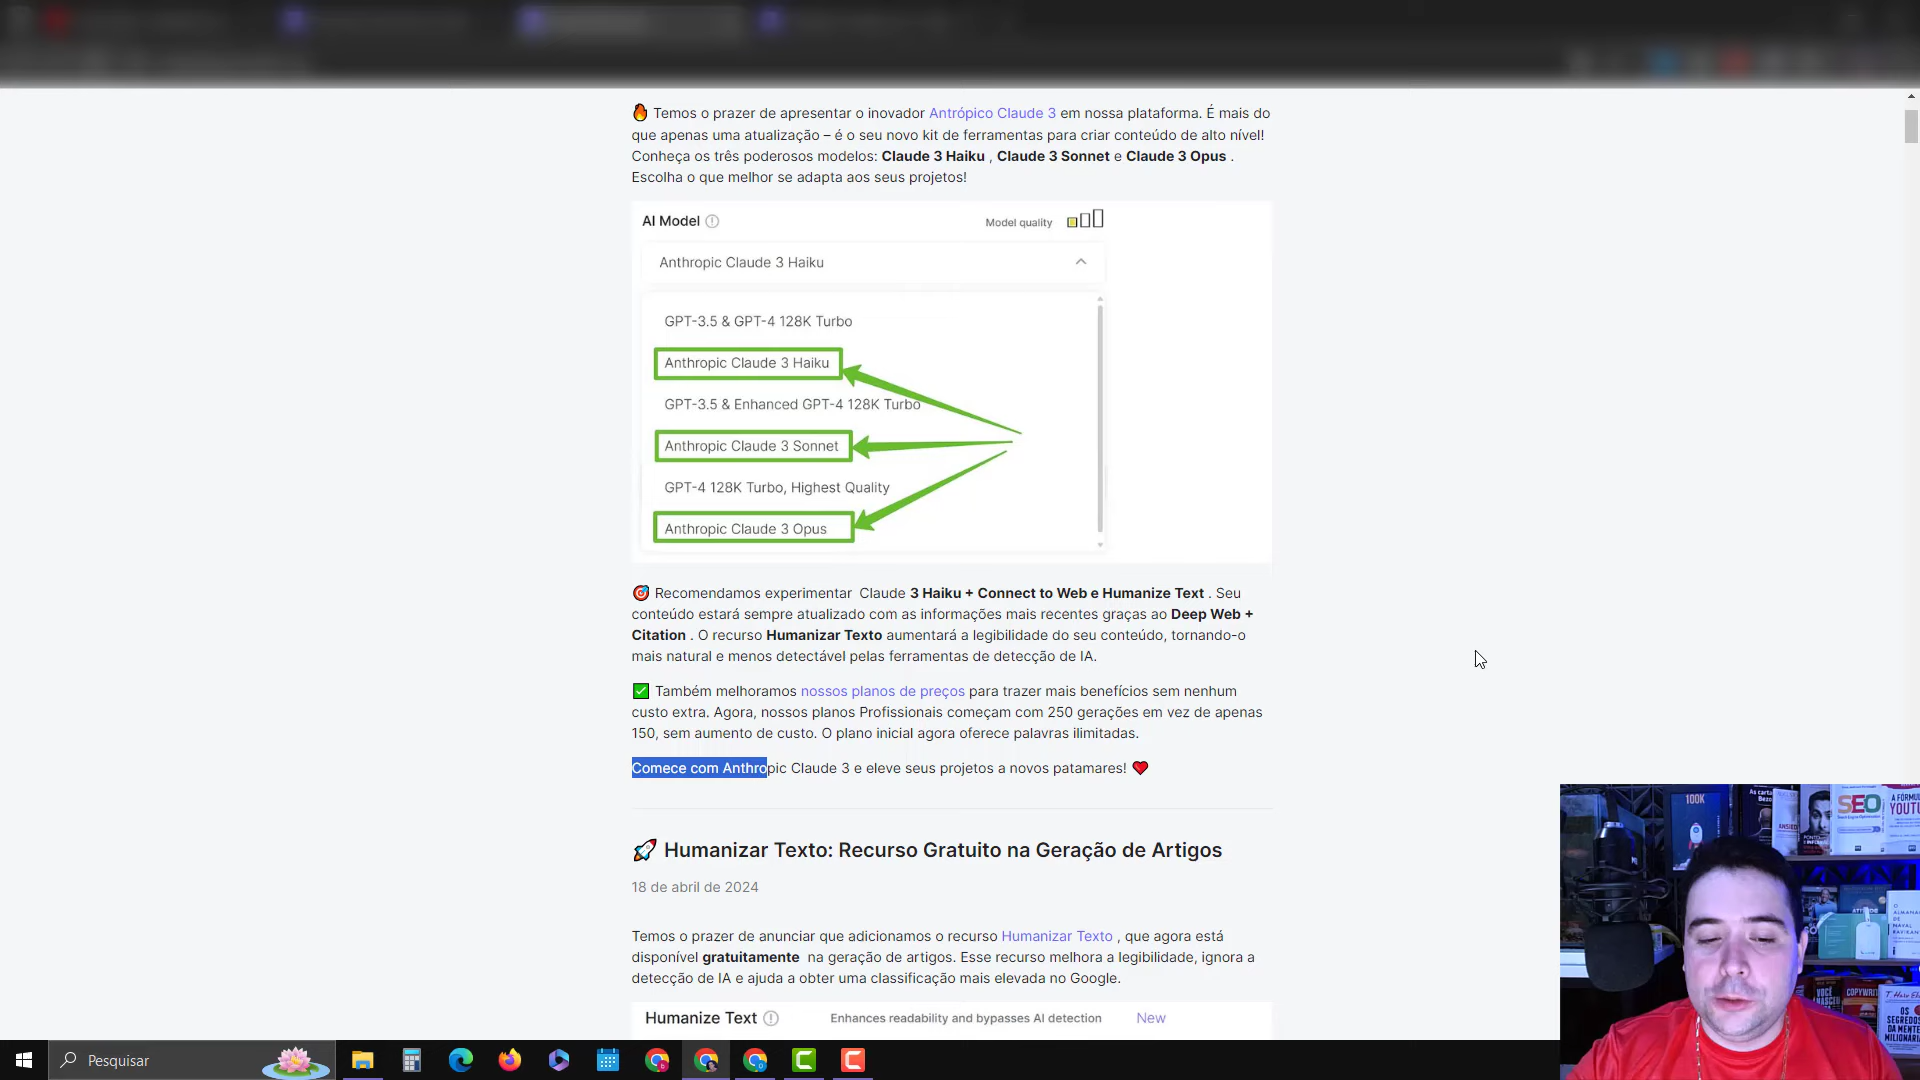 Temos o prazer de apresentar o inovador Antrópico Claude 3 em nossa plataforma. É mais do
que apenas uma atualização – é o seu novo kit de ferramentas para criar conteúdo de alto nível!
Conheça os três poderosos modelos: Claude 3 Haiku , Claude 3 Sonnet e Claude 3 Opus .
Escolha o que melhor se adapta aos seus projetos!
AI Model
Model quality
Anthropic Claude 3 Haiku
GPT-3.5 & GPT-4 128K Turbo
Anthropic Claude 3 Haiku
GPT-3.5 & Enhanced GPT-4 128K Turbo
Anthropic Claude 3 Sonnet
GPT-4 128K Turbo, Highest Quality
Anthropic Claude 3 Opus
Recomendamos experimentar Claude 3 Haiku + Connect to Web e Humanize Text . Seu
conteúdo estará sempre atualizado com as informações mais recentes graças ao Deep Web +
Citation . O recurso Humanizar Texto aumentará a legibilidade do seu conteúdo, tornando-o
mais natural e menos detectável pelas ferramentas de detecção de IA.
Também melhoramos nossos planos de preços para trazer mais benefícios sem nenhum
custo extra. Agora, nossos planos Profissionais começam com 250 gerações em vez de apenas
150, sem aumento de custo. O plano inicial agora oferece palavras ilimitadas.
Comece com Anthropic Claude 3 e eleve seus projetos a novos patamares!
Humanizar Texto: Recurso Gratuito na Geração de Artigos
18 de abril de 2024
Temos o prazer de anunciar que adicionamos o recurso Humanizar Texto , que agora está
disponível gratuitamente na geração de artigos. Esse recurso melhora a legibilidade, ignora a
detecção de IA e ajuda a obter uma classificação mais elevada no Google.
Humanize Text
Enhances readability and bypasses AI detection
New
Pesquisar
100K
SEO
A FÓRMULA
VOCÊ
COPYWRIT
T. Harv Eker
OS
SEGREDOS
DA MENTE
MILIONÁRIA